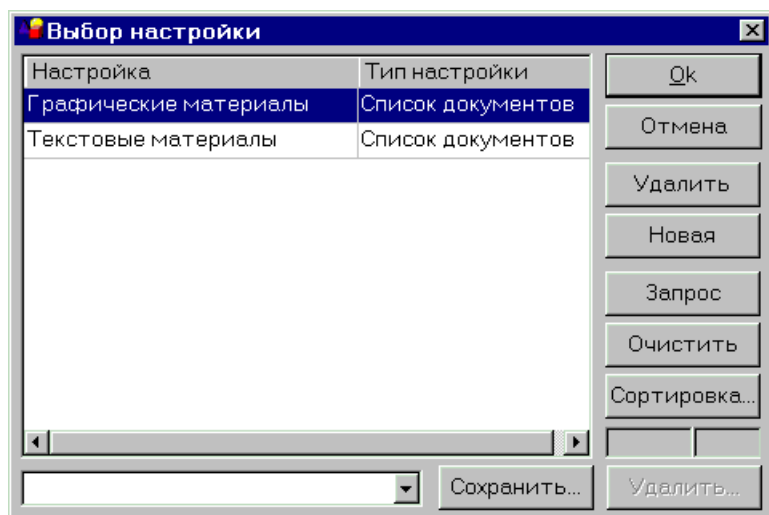 Выбор настройки
Настройка Тип настройки
Графические материалы Список документов
Текстовые материалы Список документов
Ok
Отмена
Удалить
Новая
Запрос
Очистить
Сортировка...
Сохранить...
Удалить...